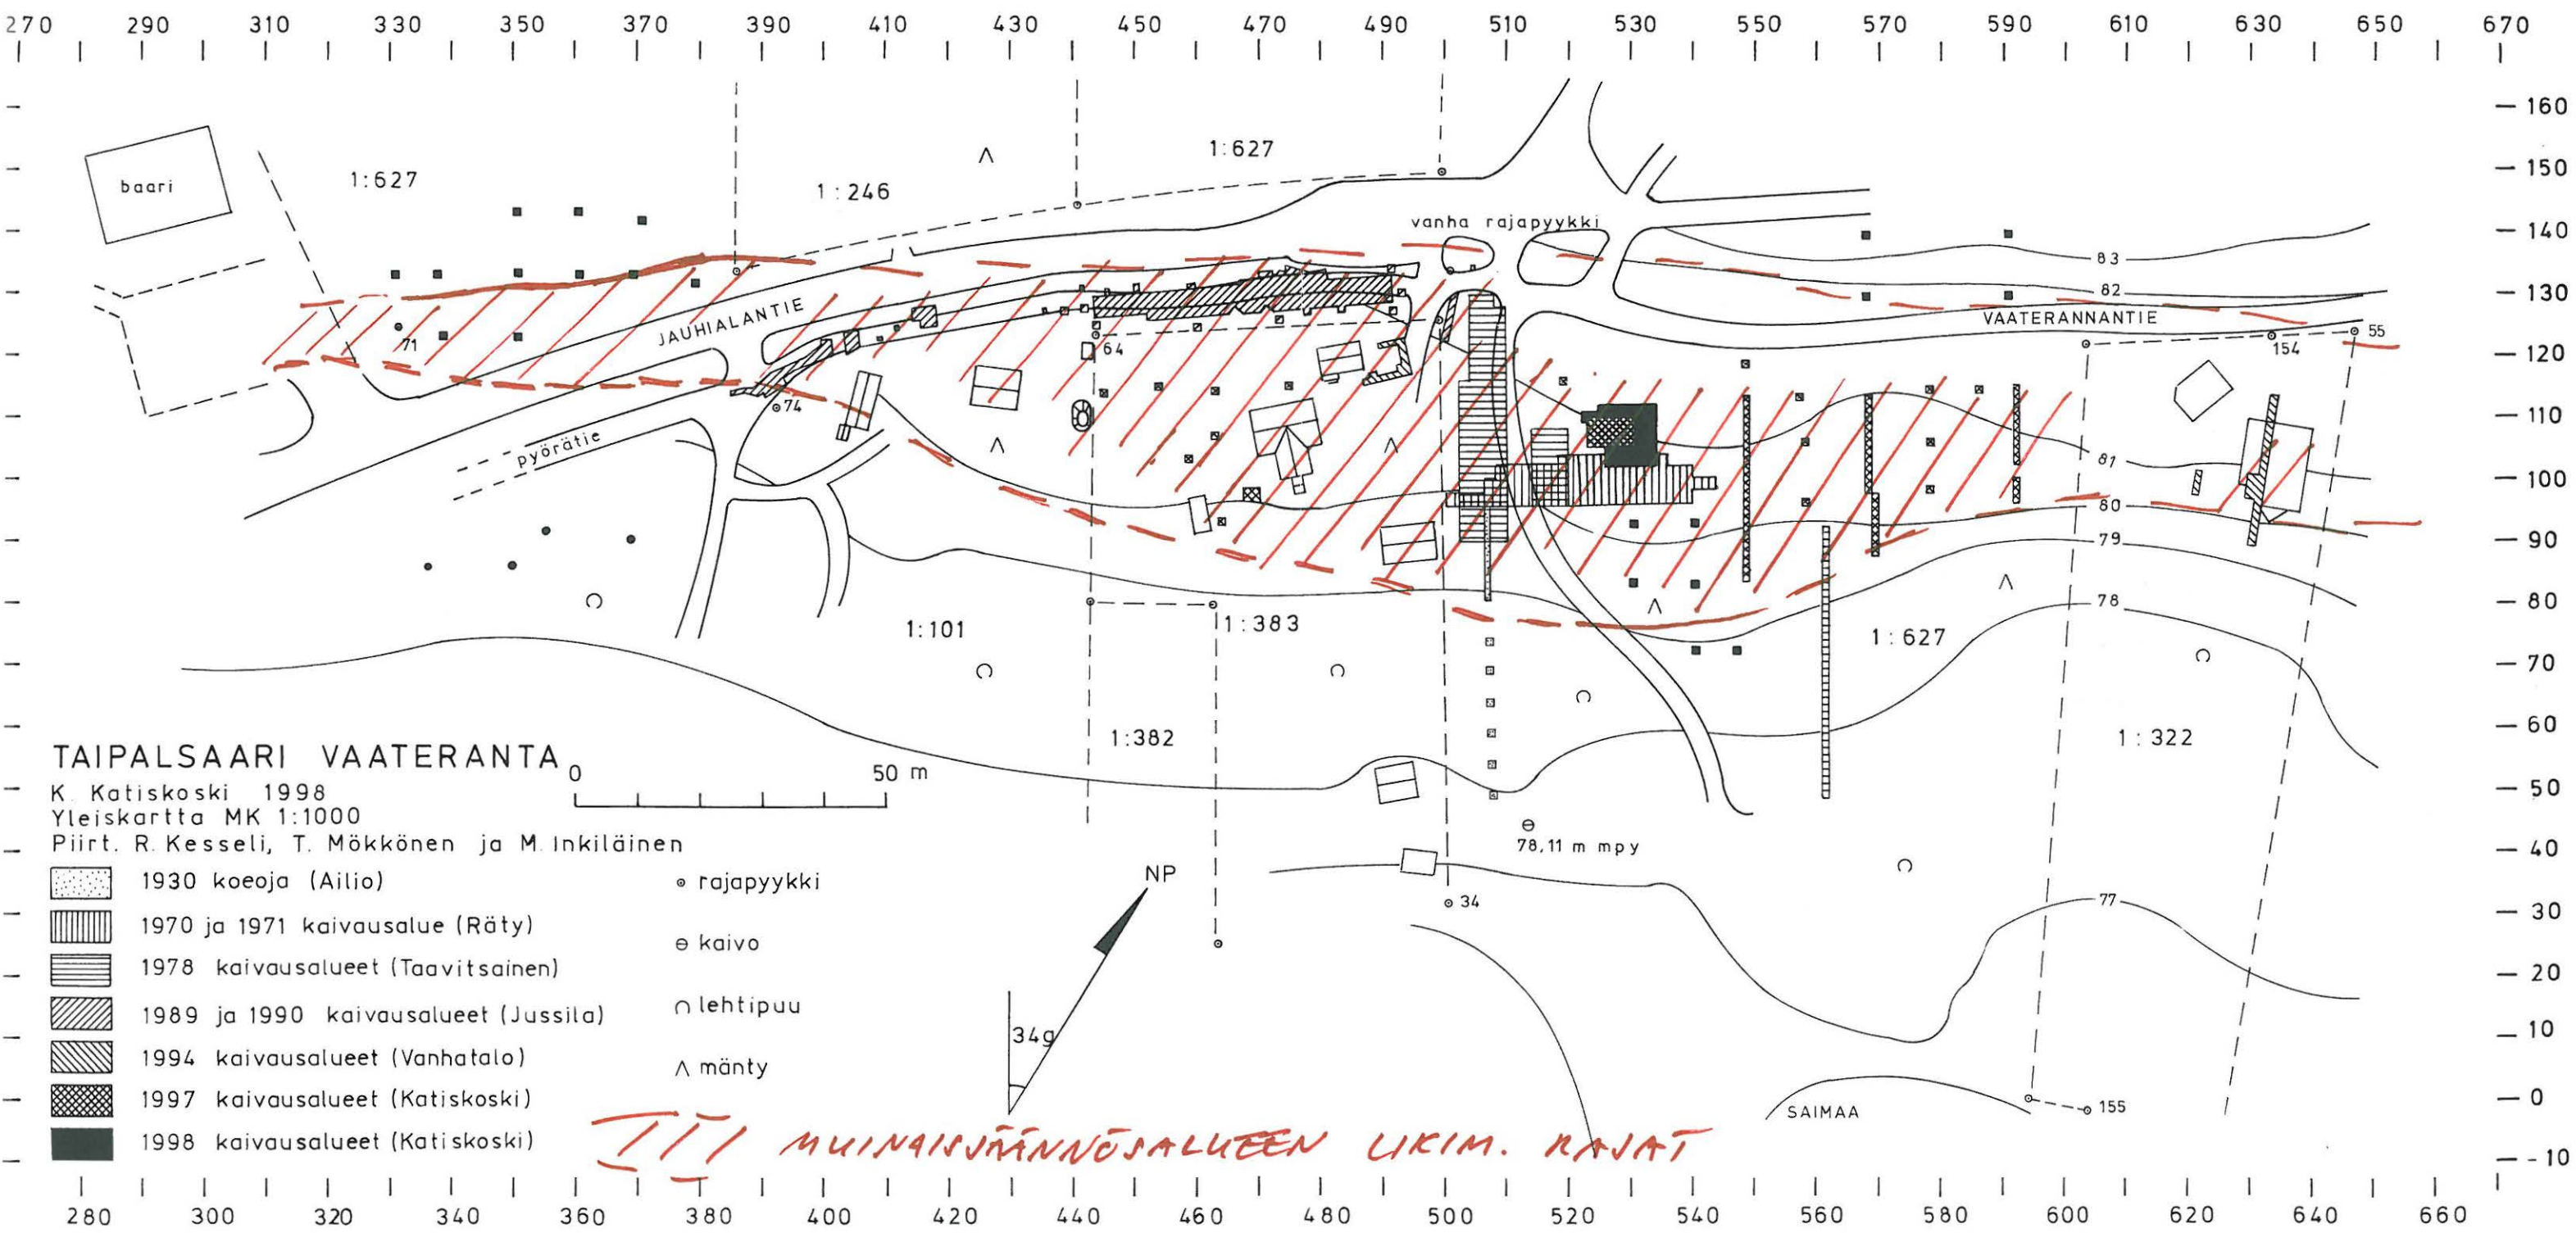 270 290 310 330 350 370 390 410 430 450 470 490 510 530 550 570 590 610 630 650 670
160
150
140
130
120
110
100
90
80
70
60
50
40
30
20
10
0
-10
baari
1:627
1:246
1:627
vanha rajapyykki
83
82
VAATERANNANTIE
JAUHIALANTIE
71
64
55
154
74
pyörätie
81
80
79
78
1:101
1:383
1:627
1:382
1:322
TAIPALSAARI VAATERANTA
0 50 m
K. Katiskoski 1998
Yleiskartta MK 1:1000
Piirt. R. Kesseli, T. Mökkönen ja M. Inkiläinen
78,11 m mpy
1930 koeoja (Ailio)
1970 ja 1971 kaivausalue (Räty)
1978 kaivausalueet (Taavitsainen)
1989 ja 1990 kaivausalueet (Jussila)
1994 kaivausalueet (Vanhatalo)
1997 kaivausalueet (Katiskoski)
1998 kaivausalueet (Katiskoski)
rajapyykki
kaivo
lehtipuu
mänty
NP
34g
34
77
SAIMAA
155
MUINAISJÄÄNNÖSALUEEN LIKIM. RAJAT
280 300 320 340 360 380 400 420 440 460 480 500 520 540 560 580 600 620 640 660